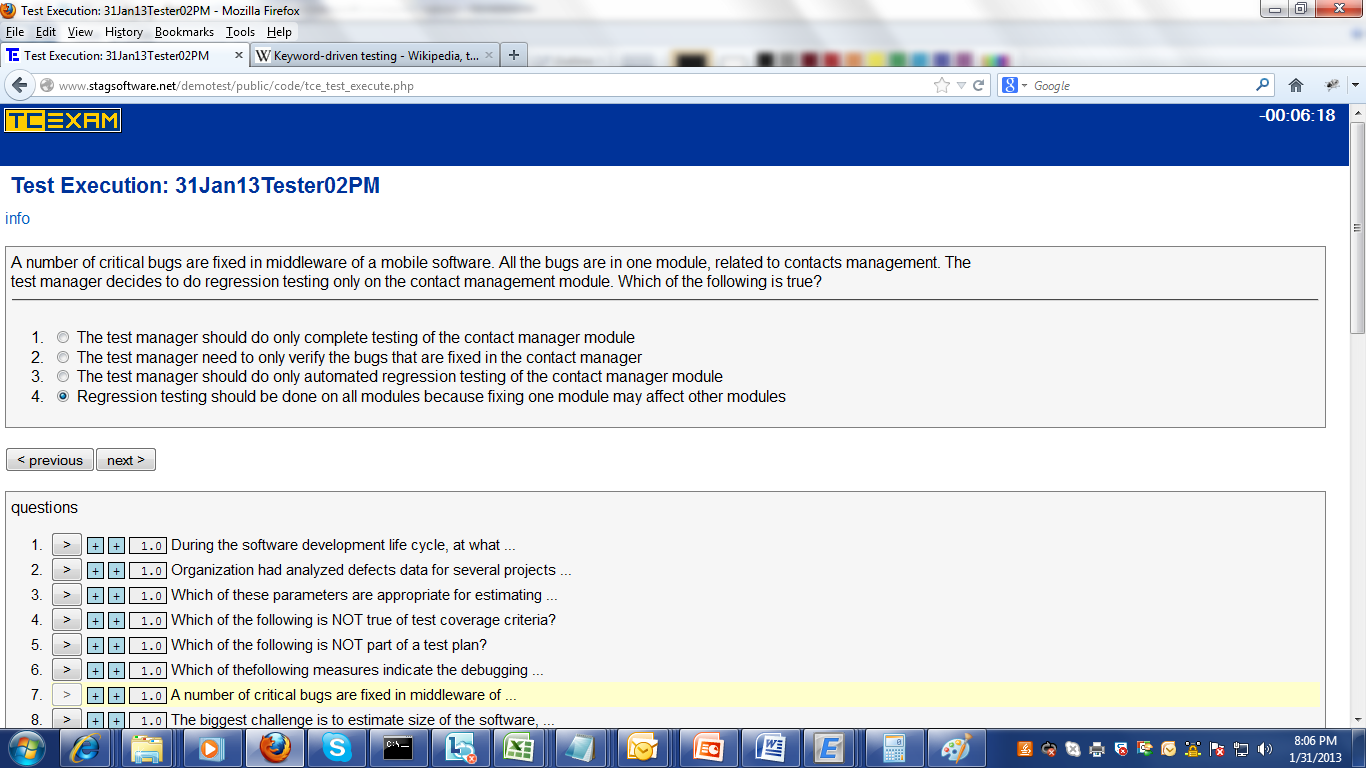 Test Execution: 31Jan13Tester02PM - Mozilla Firefox
File Edit View History Bookmarks Tools Help
Test Execution: 31Jan13Tester02PM × W Keyword-driven testing - Wikipedia, t... × +
www.stagsoftware.net/demotest/public/code/tce_test_execute.php Google
TCEXAM -00:06:18
Test Execution: 31Jan13Tester02PM
info
A number of critical bugs are fixed in middleware of a mobile software. All the bugs are in one module, related to contacts management. The
test manager decides to do regression testing only on the contact management module. Which of the following is true?
1. The test manager should do only complete testing of the contact manager module
2. The test manager need to only verify the bugs that are fixed in the contact manager
3. The test manager should do only automated regression testing of the contact manager module
4. Regression testing should be done on all modules because fixing one module may affect other modules
< previous next >
questions
1. > + + 1.0 During the software development life cycle, at what ...
2. > + + 1.0 Organization had analyzed defects data for several projects ...
3. > + + 1.0 Which of these parameters are appropriate for estimating ...
4. > + + 1.0 Which of the following is NOT true of test coverage criteria?
5. > + + 1.0 Which of the following is NOT part of a test plan?
6. > + + 1.0 Which of thefollowing measures indicate the debugging ...
7. > + + 1.0 A number of critical bugs are fixed in middleware of ...
8. > + + 1.0 The biggest challenge is to estimate size of the software, ...
8:06 PM
1/31/2013